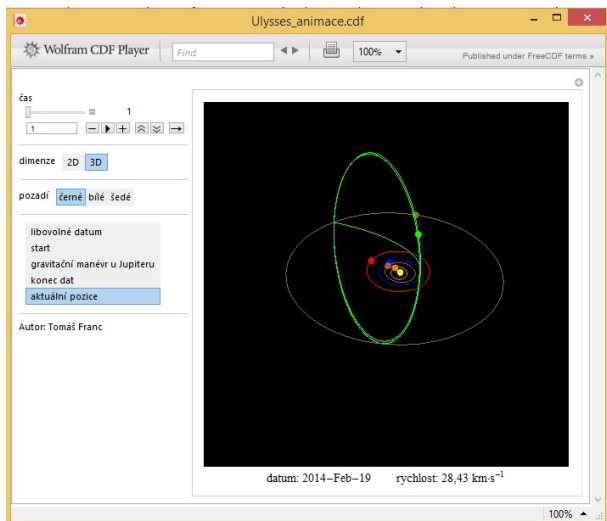 Ulysses_animace.cdf
Wolfram CDF Player
Find
100%
Published under FreeCDF terms »
čas
1
1
dimenze 2D 3D
pozadí černé bílé šedé
libovolné datum
start
gravitační manévr u Jupiteru
konec dat
aktuální pozice
Autor: Tomáš Franc
datum: 2014–Feb–19 rychlost: 28,43 km·s⁻¹
100%